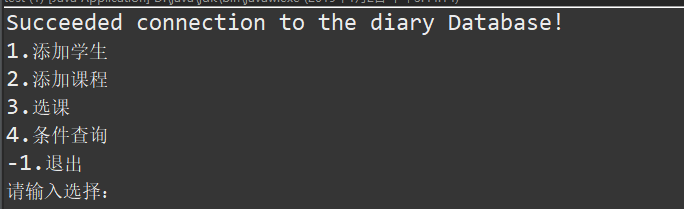 Succeeded connection to the diary Database!
1.添加学生
2.添加课程
3.选课
4.条件查询
-1.退出
请输入选择: